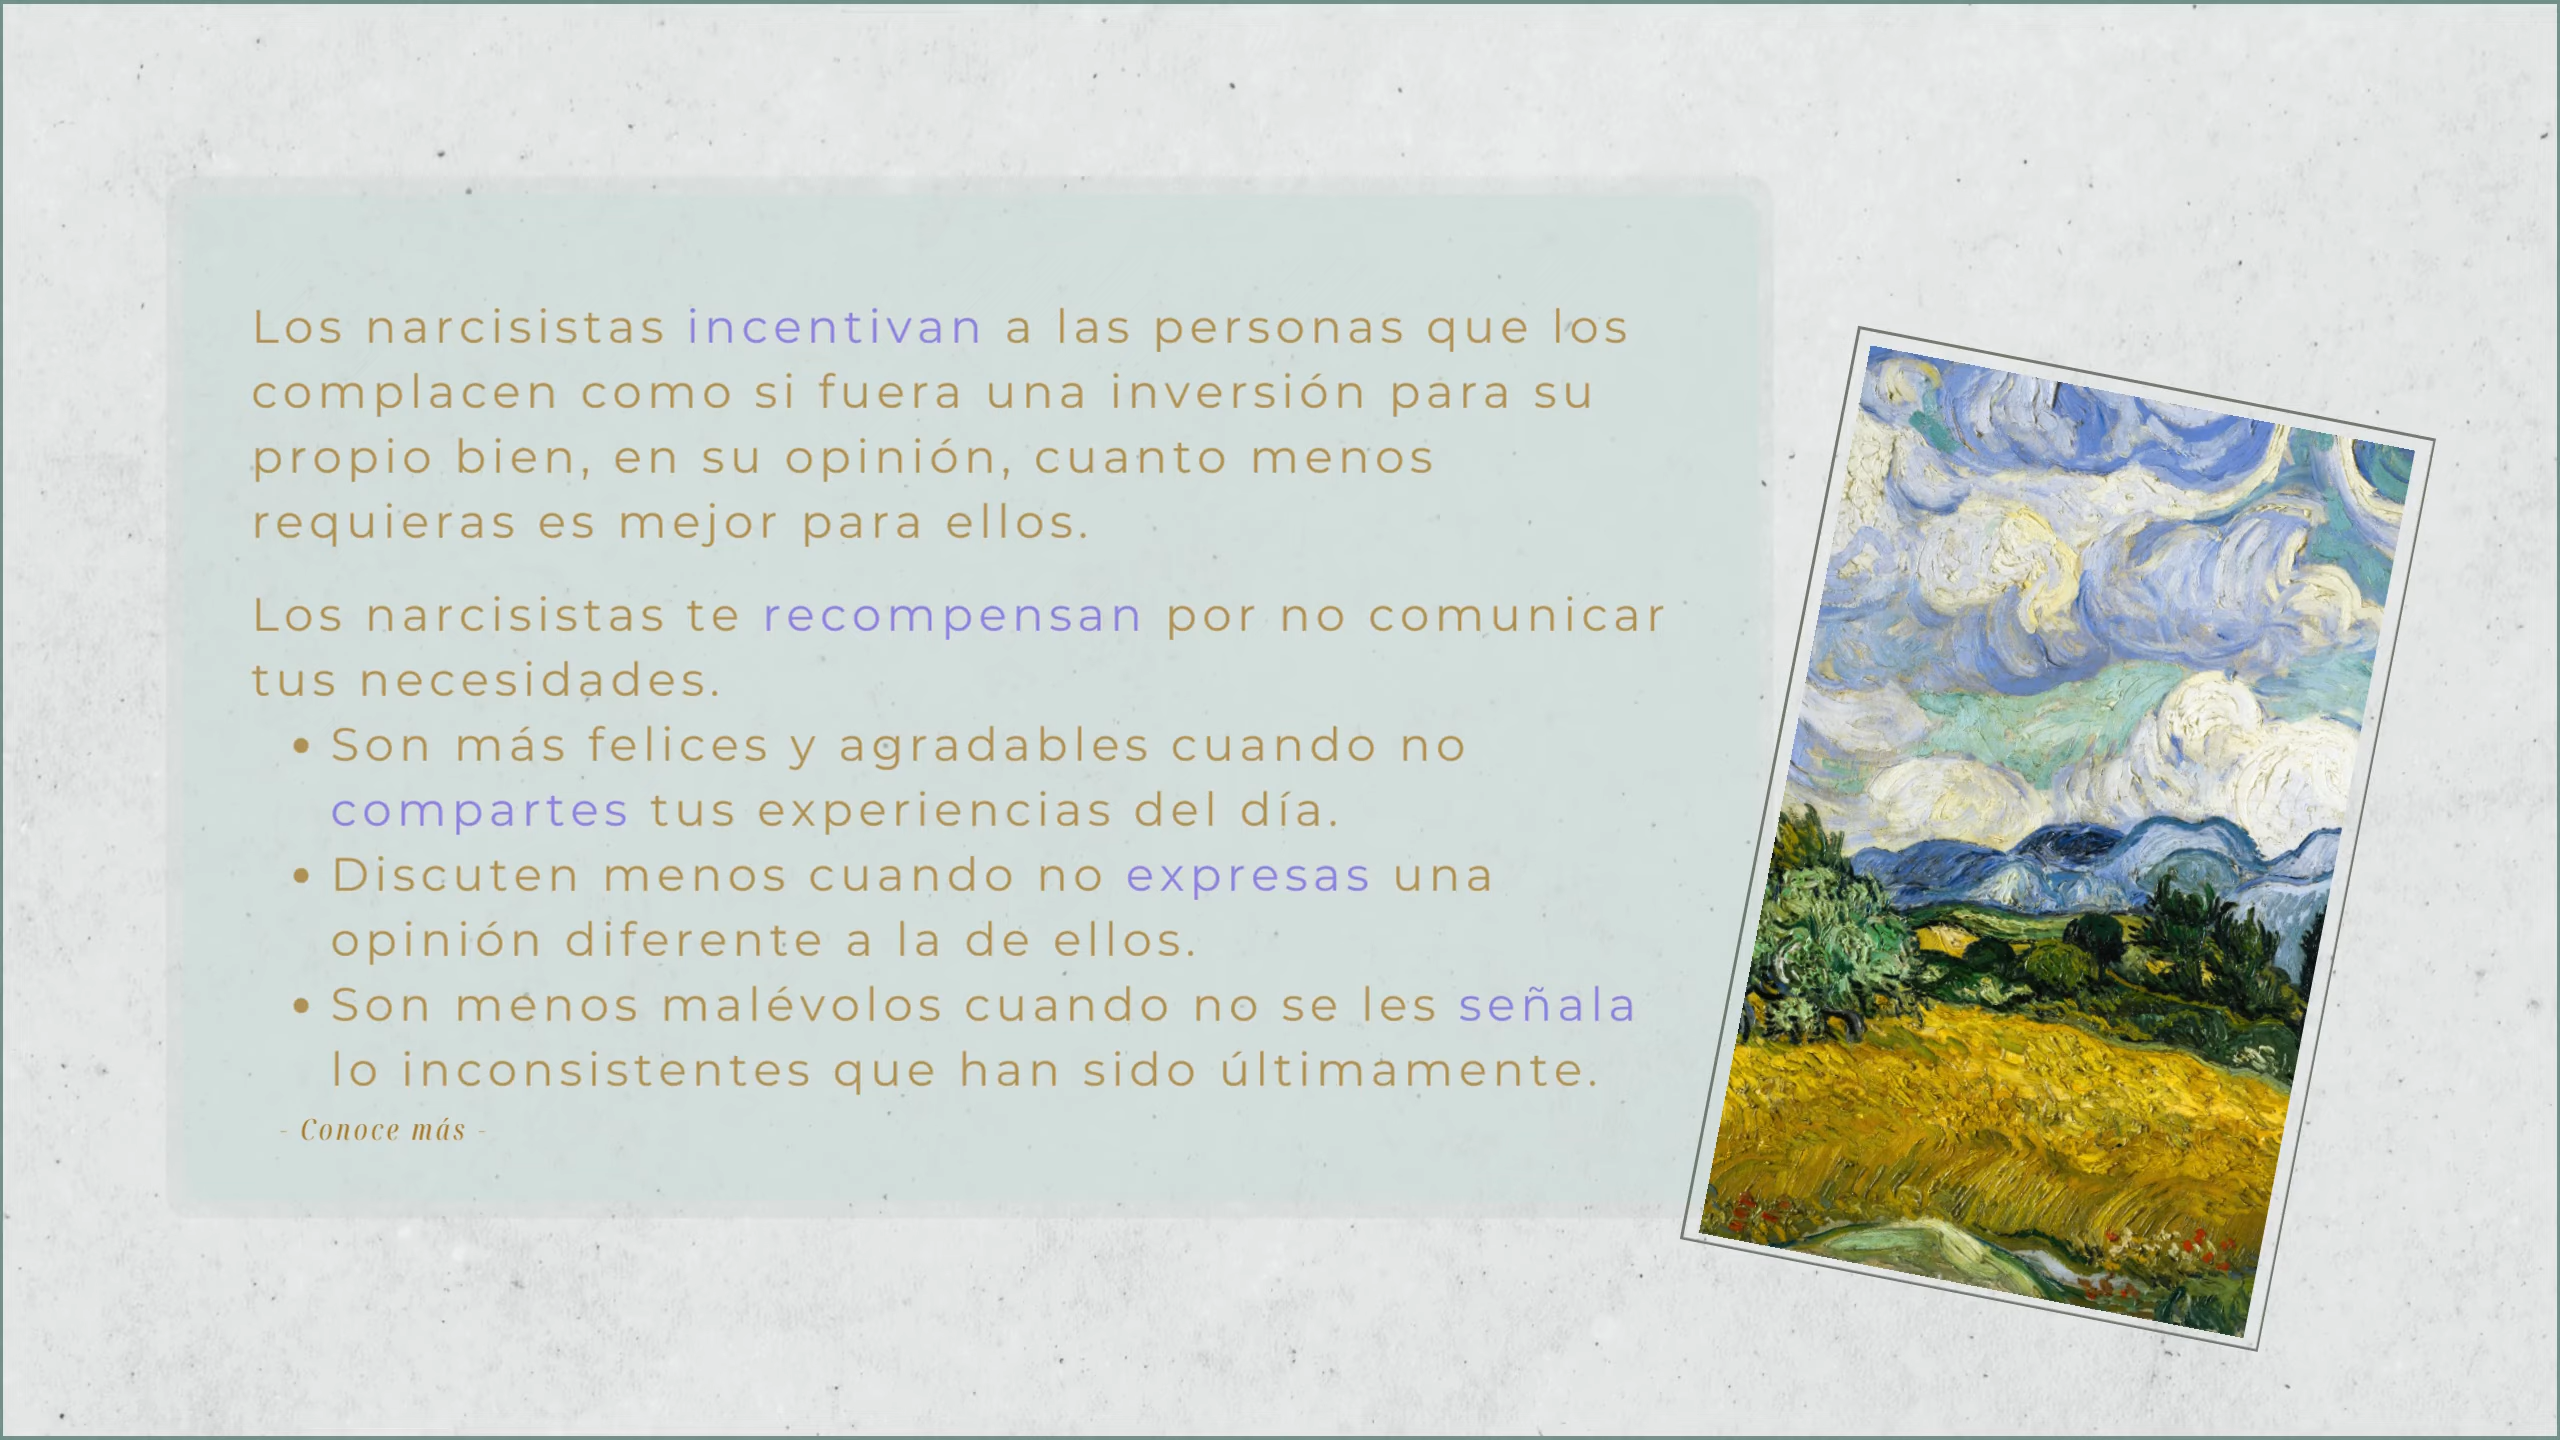 Los narcisistas incentivan a las personas que los
complacen como si fuera una inversión para su
propio bien, en su opinión, cuanto menos
requieras es mejor para ellos.
Los narcisistas te recompensan por no comunicar
tus necesidades.
• Son más felices y agradables cuando no
compartes tus experiencias del día.
• Discuten menos cuando no expresas una
opinión diferente a la de ellos.
• Son menos malévolos cuando no se les señala
lo inconsistentes que han sido últimamente.
- Conoce más -